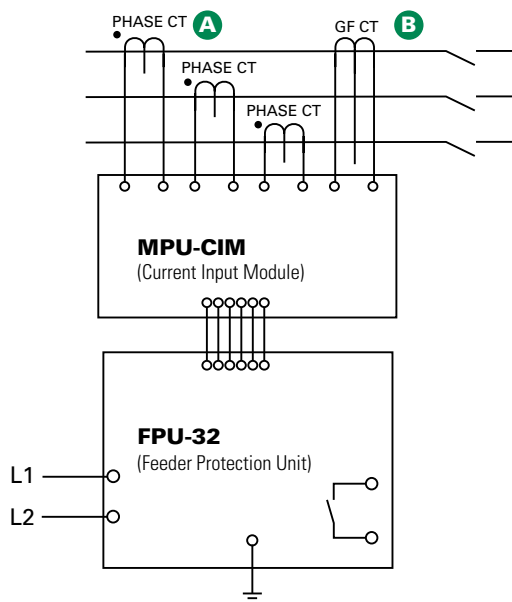 PHASE CT A
GF CT B
PHASE CT
PHASE CT
MPU-CIM
(Current Input Module)
FPU-32
(Feeder Protection Unit)
L1
L2